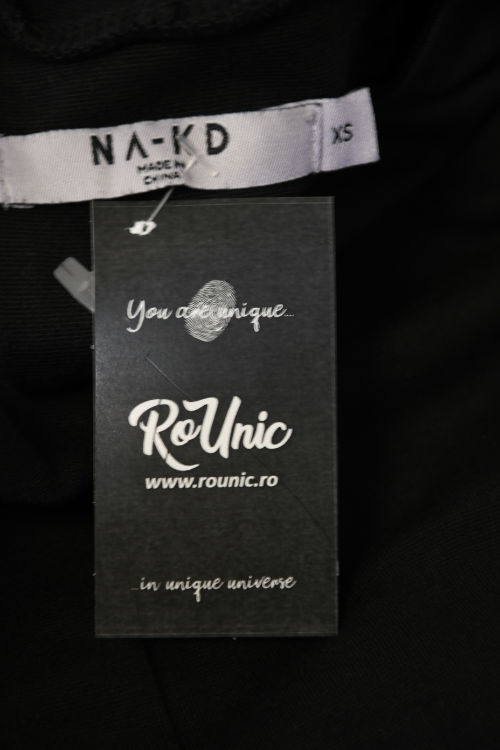 NA-KD
XS
MADE IN
CHINA
You are unique...
RoUnic
www.rounic.ro
...in unique universe